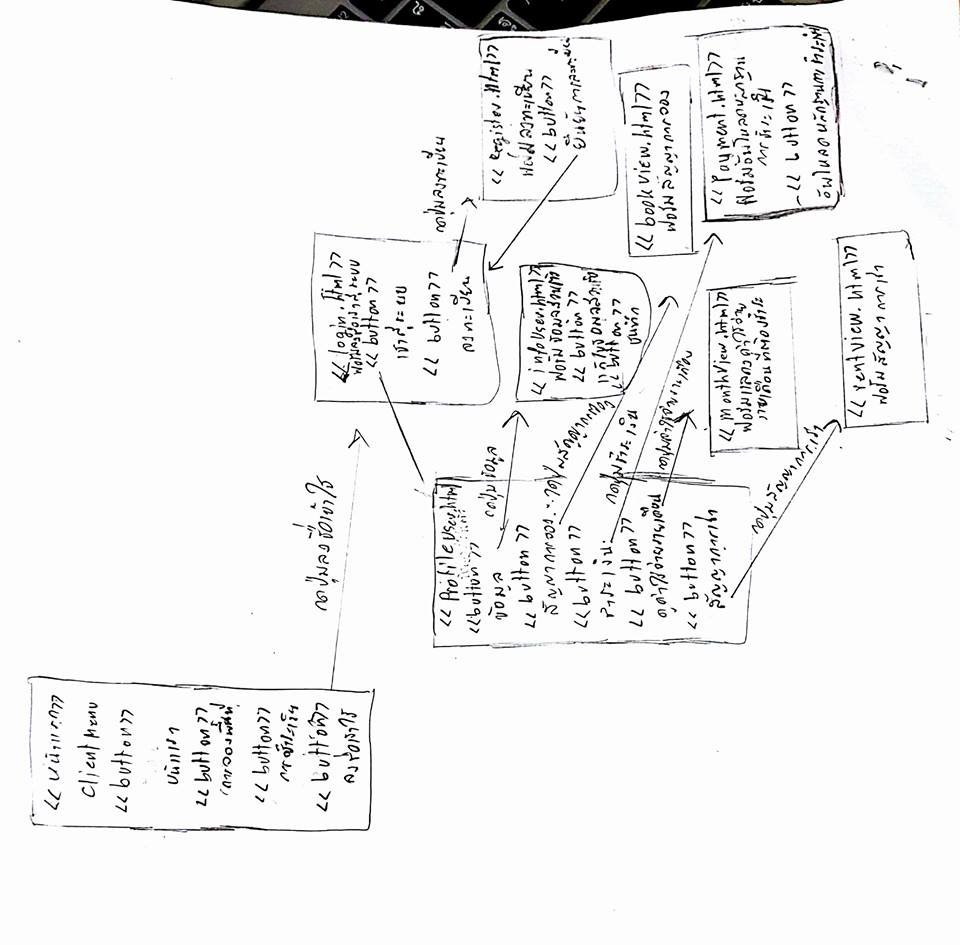 << หน้าแรก >>
Client Menu
<< button >>
หน้าแรก
<< button >>
การจองพื้นที่
<< button >>
การชำระเงิน
<< button >>
ลงชื่อเข้าใช้
กดปุ่มลงชื่อเข้าใช้
<< login.html >>
ฟอร์มลงชื่อเข้าสู่ระบบ
<< button >>
เข้าสู่ระบบ
<< button >>
ลงทะเบียน
กดปุ่มลงทะเบียน
<< Register.html >>
ฟอร์มลงทะเบียน
<< button >>
ยืนยันการลงทะเบียน
<< Profileuser.html
<< button >>
ข้อมูล
<< button >>
สัญญาการจอง
<< button >>
ชำระเงิน
<< button >>
ดูค่าใช้จ่ายรายเดือน
<< button >>
สัญญาการเช่า
กดปุ่มข้อมูล
<< infouser.html >>
ฟอร์มข้อมูลส่วนตัว
<< button >>
แก้ไขข้อมูลส่วนตัว
<< button >>
บันทึก
กดปุ่มสัญญาการจอง
<< bookview.html >>
ฟอร์มสัญญาการจอง
กดปุ่มชำระเงิน
<< Payment.html >>
ฟอร์มอัพโหลดหลักฐาน
การชำระเงิน
<< button >>
อัพโหลดหลักฐานการชำระเงิน
กดปุ่มค่าใช้จ่ายรายเดือน
<< monthview.html >>
ฟอร์มแสดงค่าใช้จ่าย
รายเดือนที่ต้องชำระ
กดปุ่มสัญญาการเช่า
<< rentview.html >>
ฟอร์มสัญญาการเช่า